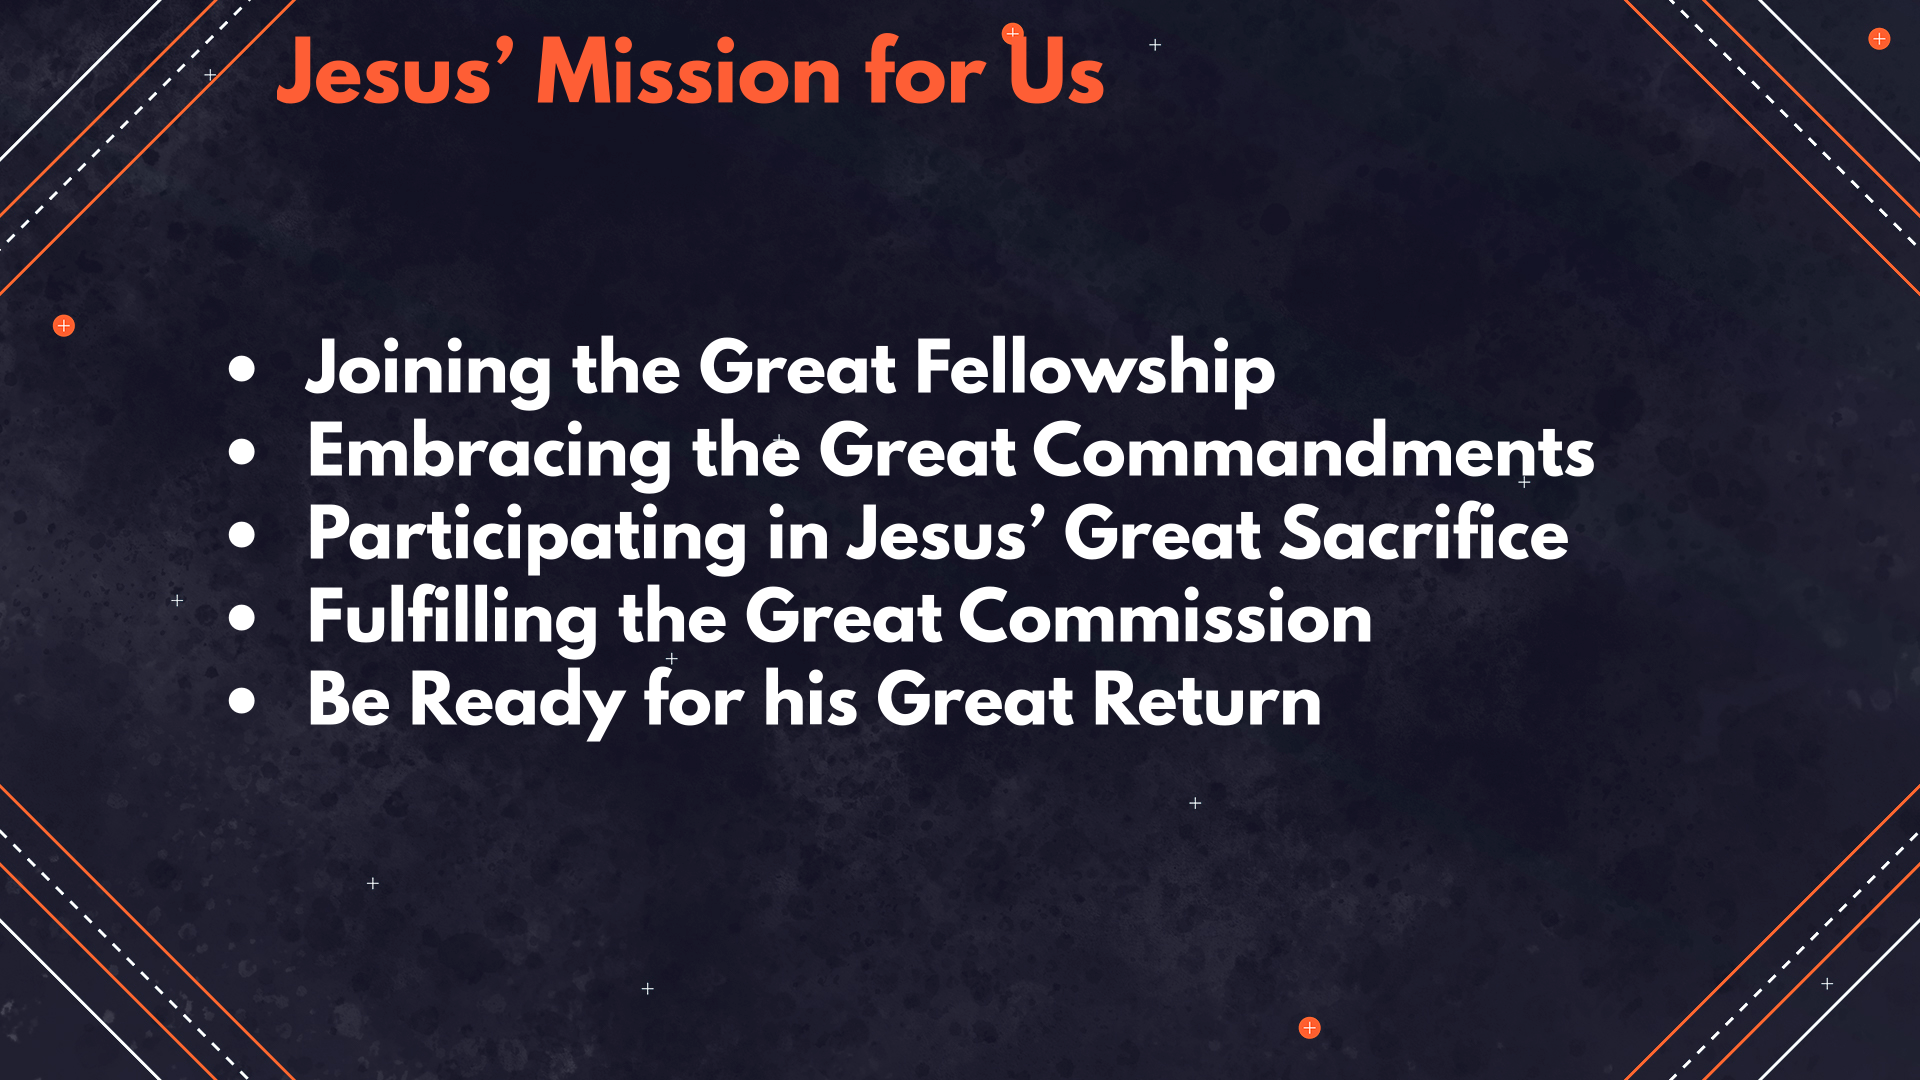 Jesus’ Mission for Us
● Joining the Great Fellowship
● Embracing the Great Commandments
● Participating in Jesus’ Great Sacrifice
● Fulfilling the Great Commission
● Be Ready for his Great Return